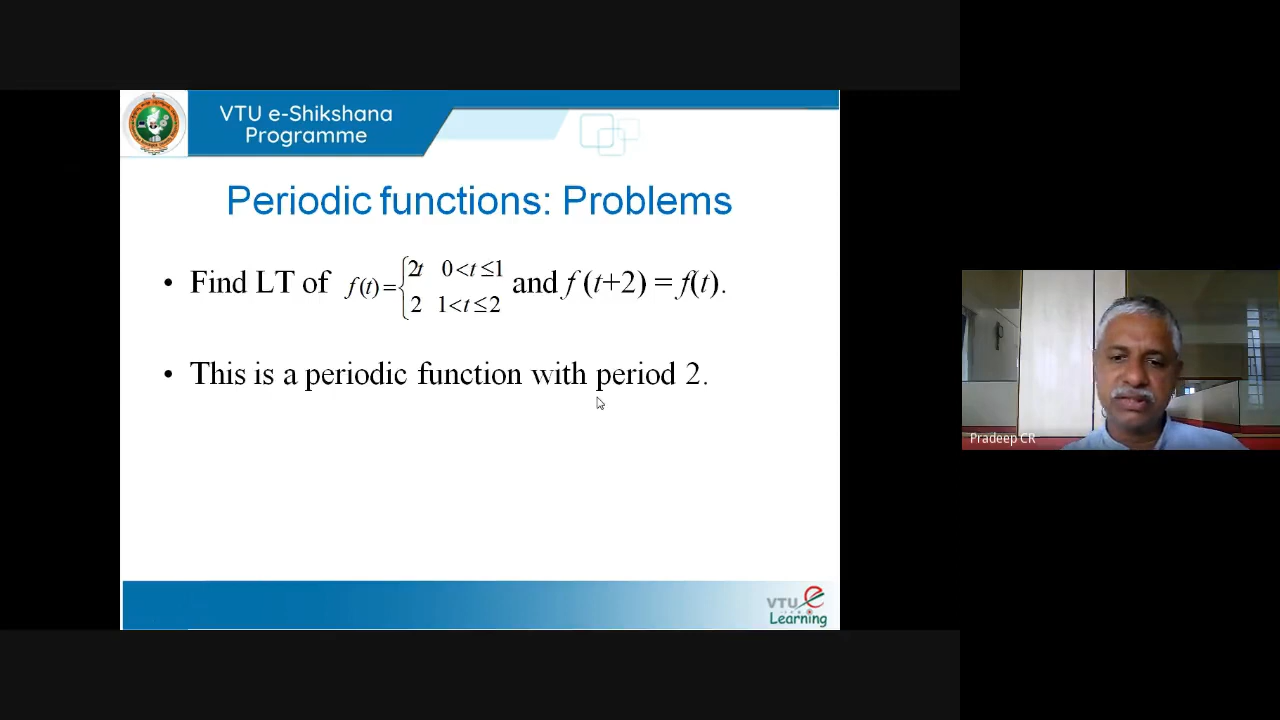 VTU e-Shikshana
Programme
Periodic functions: Problems
• Find LT of f(t)={2t 0<t≤1
2 1<t≤2 and f (t+2) = f(t).
• This is a periodic function with period 2.
Pradeep CR
VTU e
Learning